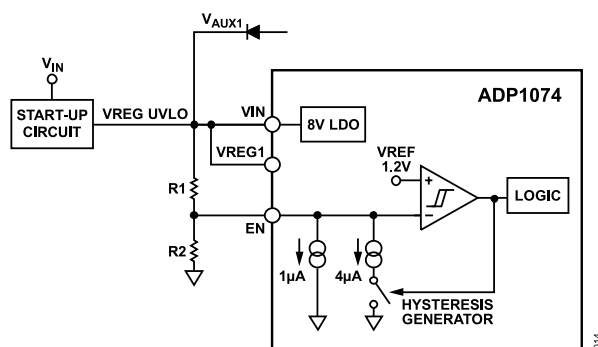 VAUX1
VIN
START-UP
CIRCUIT
VREG UVLO
VIN
8V LDO
ADP1074
VREG1
VREF
1.2V
+
−
LOGIC
R1
EN
R2
1µA
4µA
HYSTERESIS
GENERATOR
014